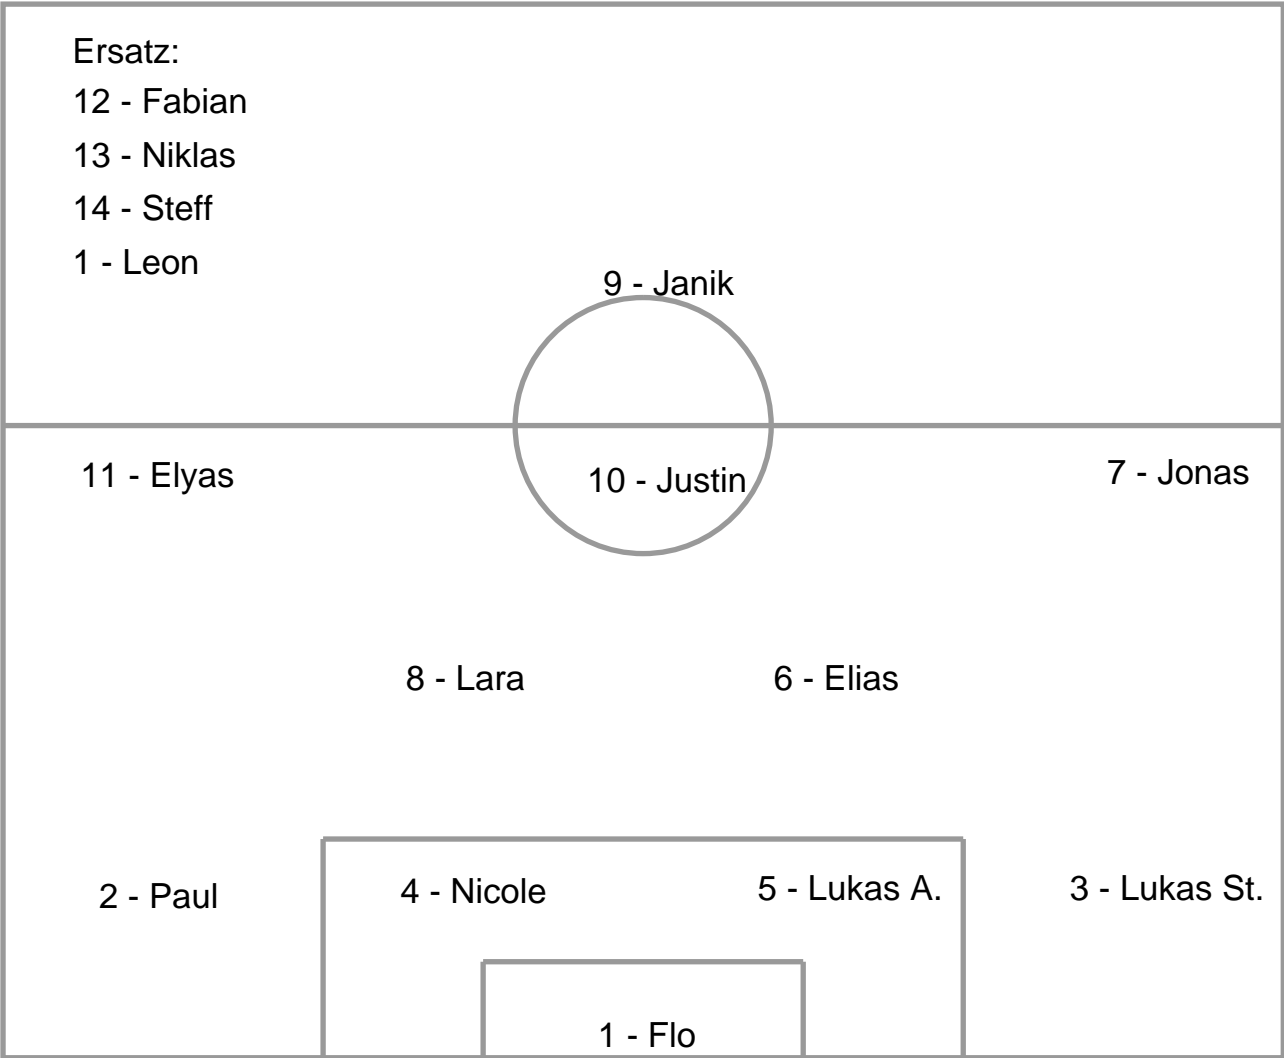 Ersatz:
12 - Fabian
13 - Niklas
14 - Steff
1 - Leon
9 - Janik
11 - Elyas
10 - Justin
7 - Jonas
8 - Lara
6 - Elias
2 - Paul
4 - Nicole
5 - Lukas A.
3 - Lukas St.
1 - Flo